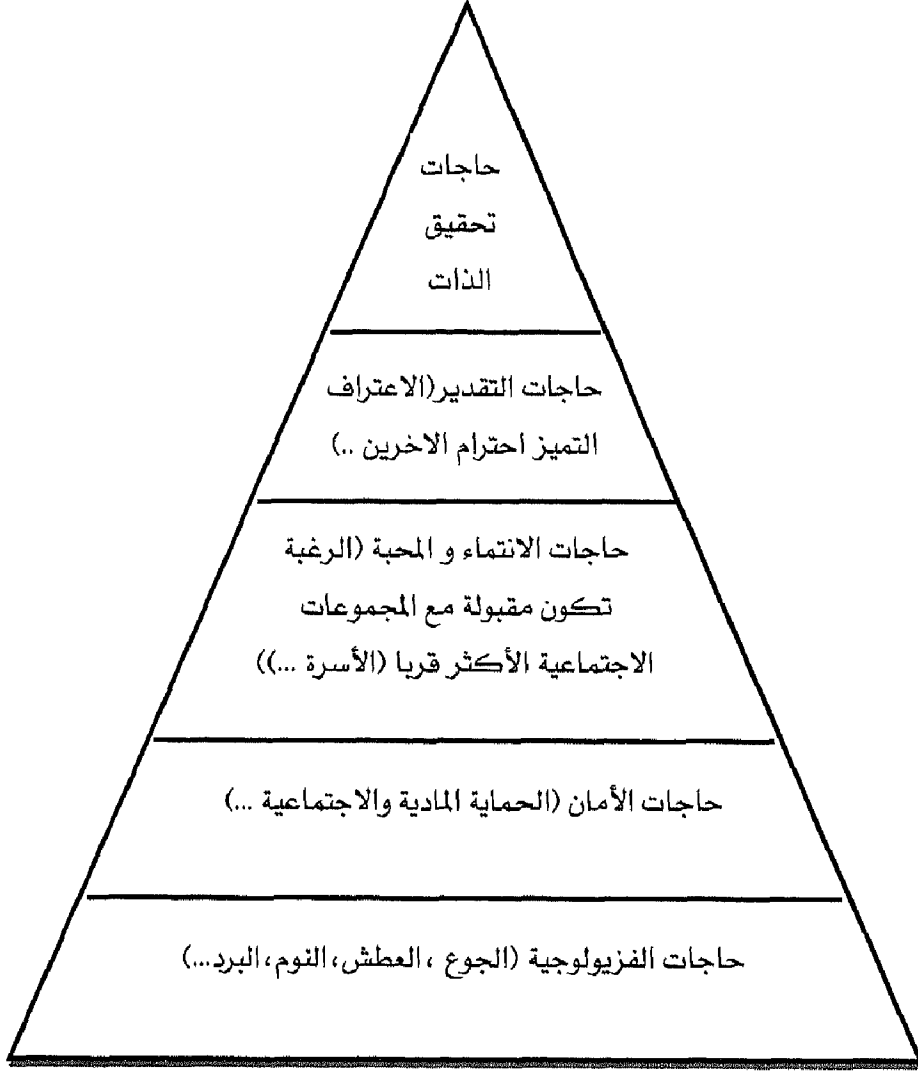 حاجات
تحقيق
الذات
حاجات التقدير(الاعتراف
التميز احترام الاخرين ..)
حاجات الانتماء و المحبة (الرغبة
تكون مقبولة مع المجموعات
الاجتماعية الأكثر قربا (الأسرة ...))
حاجات الأمان (الحماية المادية والاجتماعية ...)
حاجات الفزيولوجية (الجوع ، العطش، النوم، البرد...)